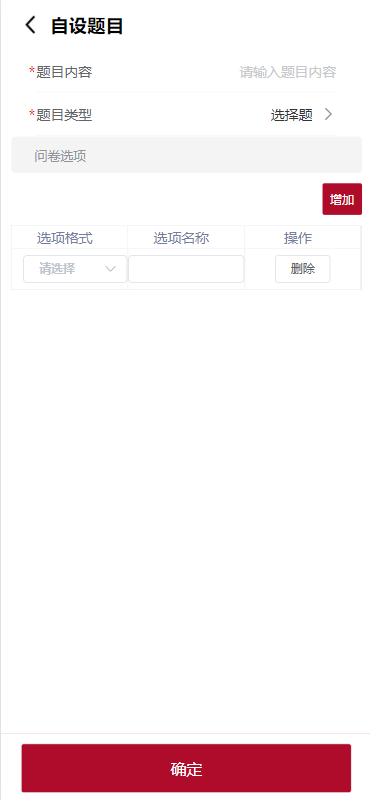 自设题目
*题目内容 请输入题目内容
*题目类型 选择题
问卷选项
增加
选项格式 选项名称 操作
请选择 删除
确定